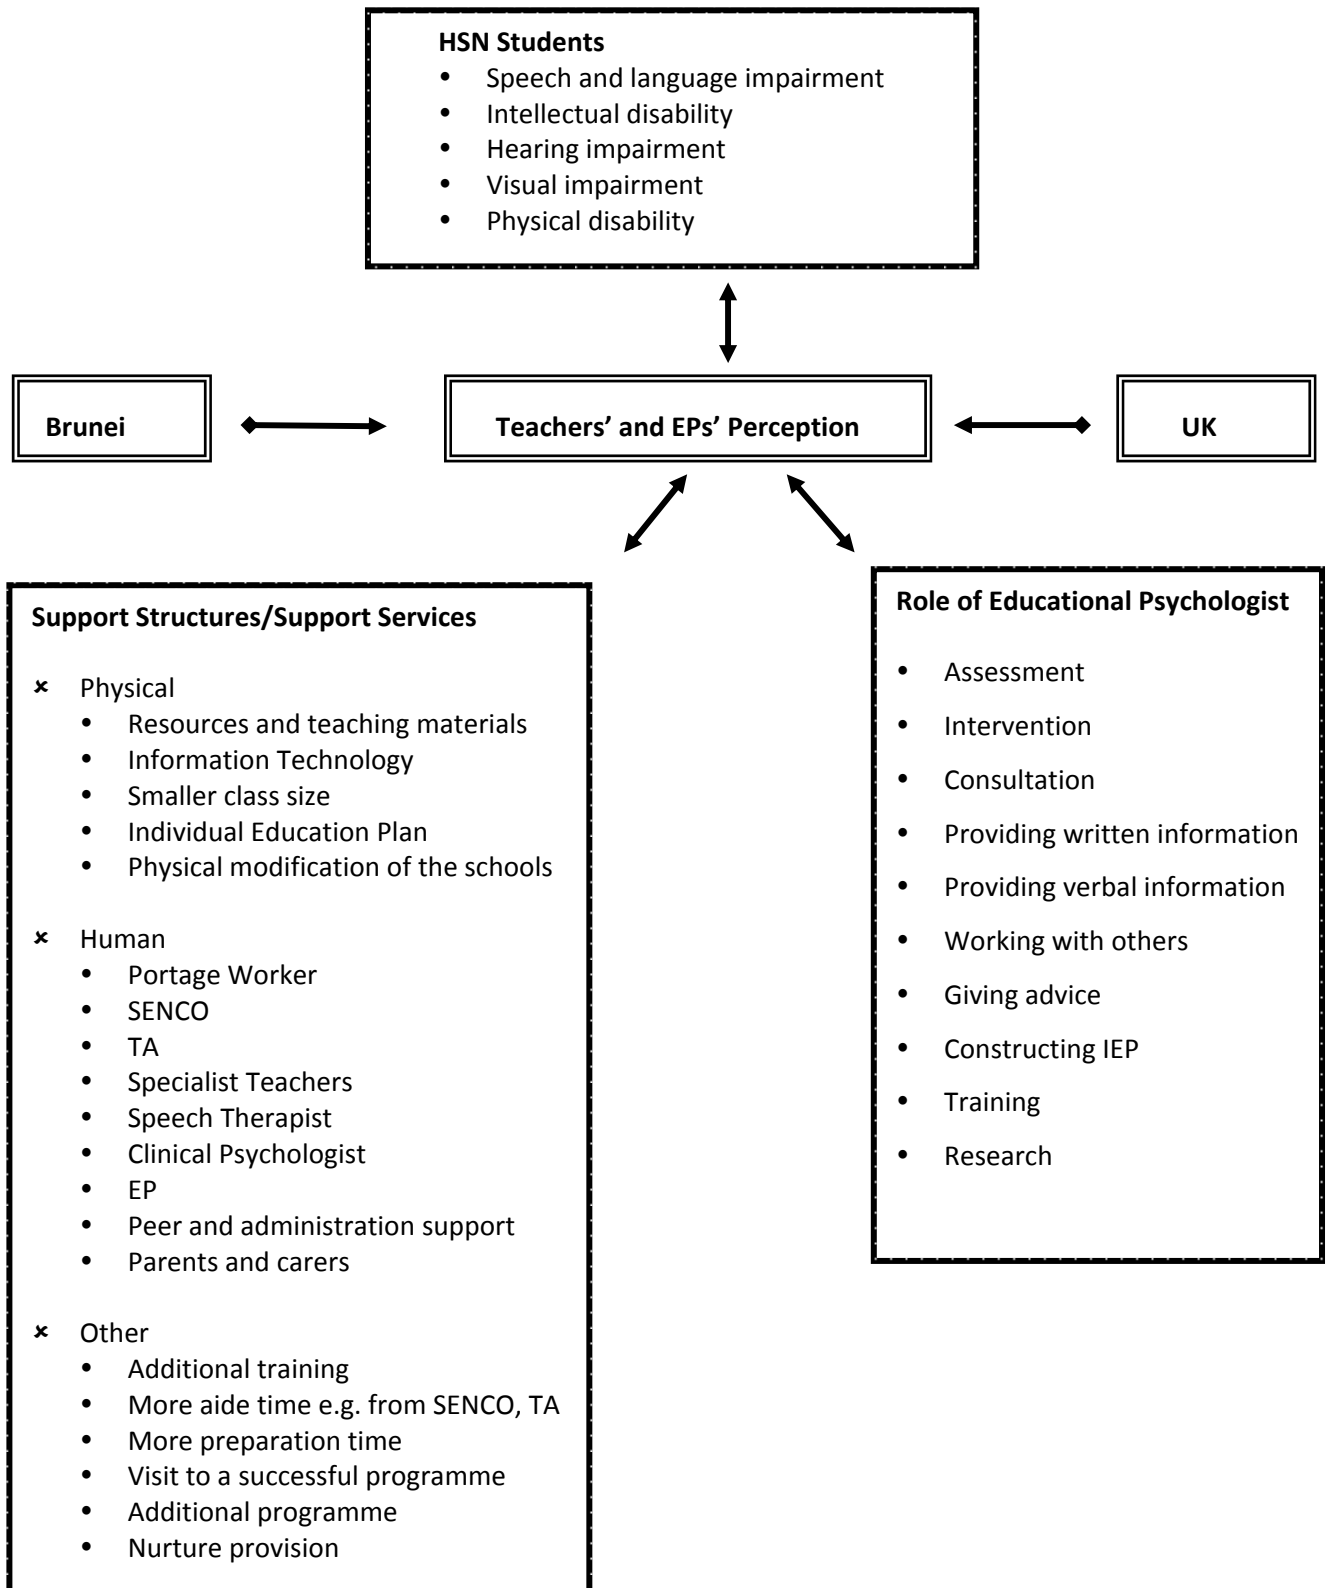 HSN Students
• Speech and language impairment
• Intellectual disability
• Hearing impairment
• Visual impairment
• Physical disability
Brunei
Teachers’ and EPs’ Perception
UK
Support Structures/Support Services
× Physical
• Resources and teaching materials
• Information Technology
• Smaller class size
• Individual Education Plan
• Physical modification of the schools
× Human
• Portage Worker
• SENCO
• TA
• Specialist Teachers
• Speech Therapist
• Clinical Psychologist
• EP
• Peer and administration support
• Parents and carers
× Other
• Additional training
• More aide time e.g. from SENCO, TA
• More preparation time
• Visit to a successful programme
• Additional programme
• Nurture provision
Role of Educational Psychologist
• Assessment
• Intervention
• Consultation
• Providing written information
• Providing verbal information
• Working with others
• Giving advice
• Constructing IEP
• Training
• Research